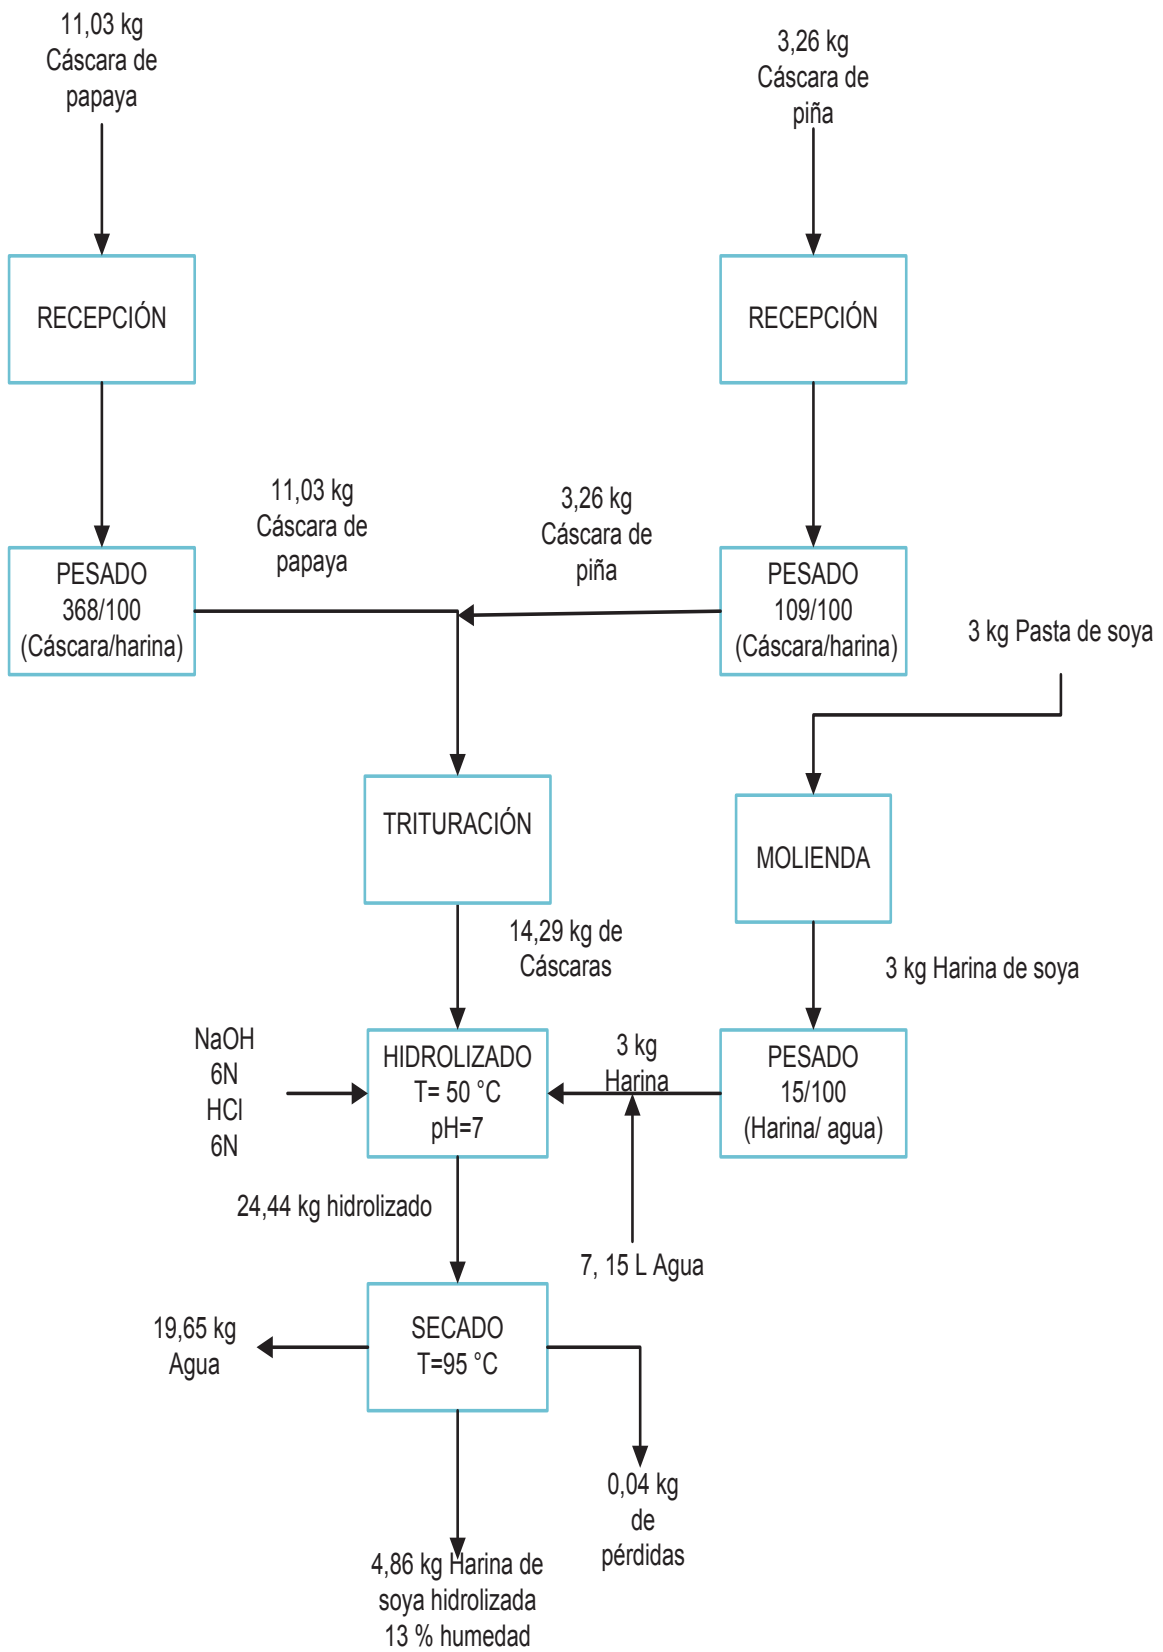 11,03 kg
Cáscara de
papaya
3,26 kg
Cáscara de
piña
RECEPCIÓN
RECEPCIÓN
11,03 kg
Cáscara de
papaya
3,26 kg
Cáscara de
piña
PESADO
368/100
(Cáscara/harina)
PESADO
109/100
(Cáscara/harina)
3 kg Pasta de soya
TRITURACIÓN
MOLIENDA
14,29 kg de
Cáscaras
3 kg Harina de soya
NaOH
6N
HCl
6N
HIDROLIZADO
T= 50 °C
pH=7
3 kg
Harina
PESADO
15/100
(Harina/ agua)
24,44 kg hidrolizado
7, 15 L Agua
19,65 kg
Agua
SECADO
T=95 °C
0,04 kg
de
pérdidas
4,86 kg Harina de
soya hidrolizada
13 % humedad